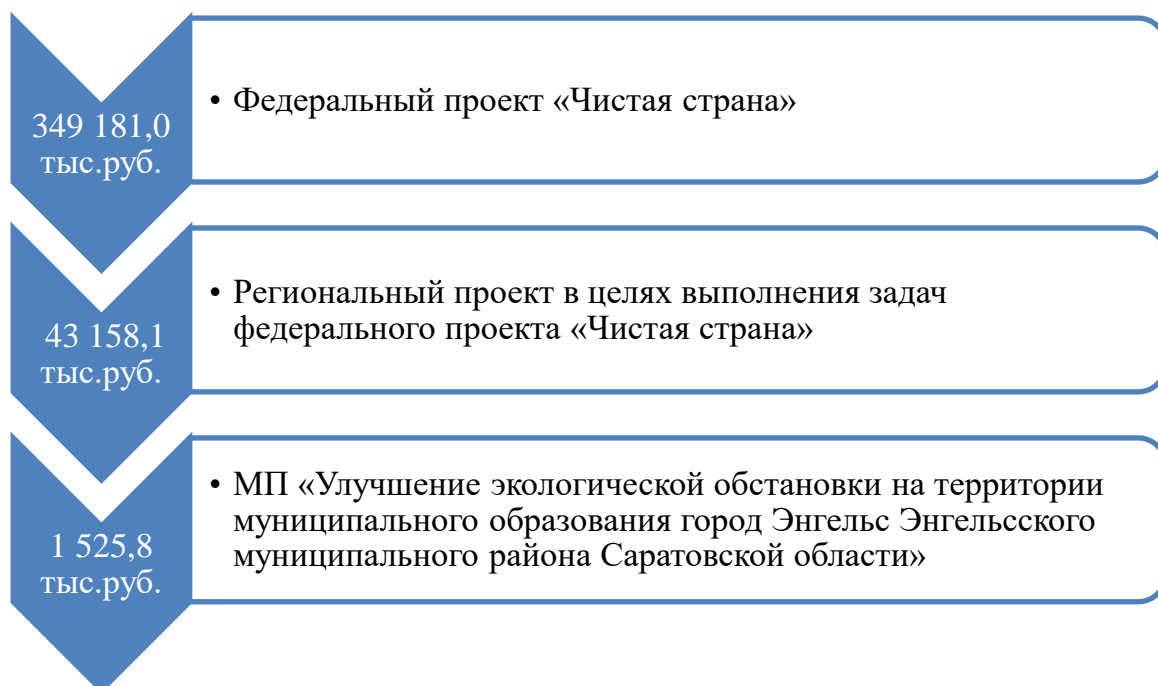 349 181,0
тыс.руб.
• Федеральный проект «Чистая страна»
43 158,1
тыс.руб.
• Региональный проект в целях выполнения задач
федерального проекта «Чистая страна»
1 525,8
тыс.руб.
• МП «Улучшение экологической обстановки на территории
муниципального образования город Энгельс Энгельсского
муниципального района Саратовской области»